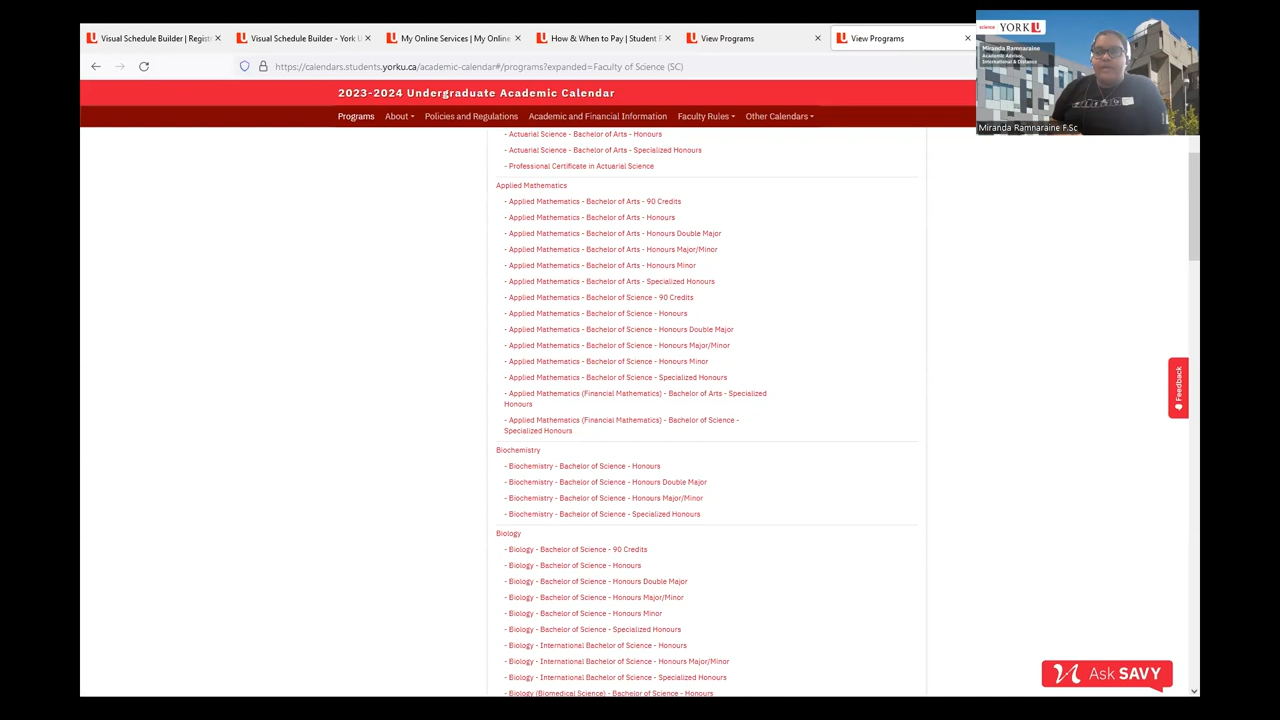 Visual Schedule Builder | Regist
Visual Schedule Builder - York U
My Online Services | My Online
How & When to Pay | Student F
View Programs
View Programs
https://calendars.students.yorku.ca/academic-calendar#/programs?expanded=Faculty of Science (SC)
science YORK U
Miranda Ramnaraine
Academic Advisor,
International & Distance
Miranda Ramnaraine F.Sc
2023-2024 Undergraduate Academic Calendar
Programs About Policies and Regulations Academic and Financial Information Faculty Rules Other Calendars
- Actuarial Science - Bachelor of Arts - Honours
- Actuarial Science - Bachelor of Arts - Specialized Honours
- Professional Certificate in Actuarial Science
Applied Mathematics
- Applied Mathematics - Bachelor of Arts - 90 Credits
- Applied Mathematics - Bachelor of Arts - Honours
- Applied Mathematics - Bachelor of Arts - Honours Double Major
- Applied Mathematics - Bachelor of Arts - Honours Major/Minor
- Applied Mathematics - Bachelor of Arts - Honours Minor
- Applied Mathematics - Bachelor of Arts - Specialized Honours
- Applied Mathematics - Bachelor of Science - 90 Credits
- Applied Mathematics - Bachelor of Science - Honours
- Applied Mathematics - Bachelor of Science - Honours Double Major
- Applied Mathematics - Bachelor of Science - Honours Major/Minor
- Applied Mathematics - Bachelor of Science - Honours Minor
- Applied Mathematics - Bachelor of Science - Specialized Honours
- Applied Mathematics (Financial Mathematics) - Bachelor of Arts - Specialized
Honours
- Applied Mathematics (Financial Mathematics) - Bachelor of Science -
Specialized Honours
Biochemistry
- Biochemistry - Bachelor of Science - Honours
- Biochemistry - Bachelor of Science - Honours Double Major
- Biochemistry - Bachelor of Science - Honours Major/Minor
- Biochemistry - Bachelor of Science - Specialized Honours
Biology
- Biology - Bachelor of Science - 90 Credits
- Biology - Bachelor of Science - Honours
- Biology - Bachelor of Science - Honours Double Major
- Biology - Bachelor of Science - Honours Major/Minor
- Biology - Bachelor of Science - Honours Minor
- Biology - Bachelor of Science - Specialized Honours
- Biology - International Bachelor of Science - Honours
- Biology - International Bachelor of Science - Honours Major/Minor
- Biology - International Bachelor of Science - Specialized Honours
- Biology (Biomedical Science) - Bachelor of Science - Honours
Feedback
Ask SAVY